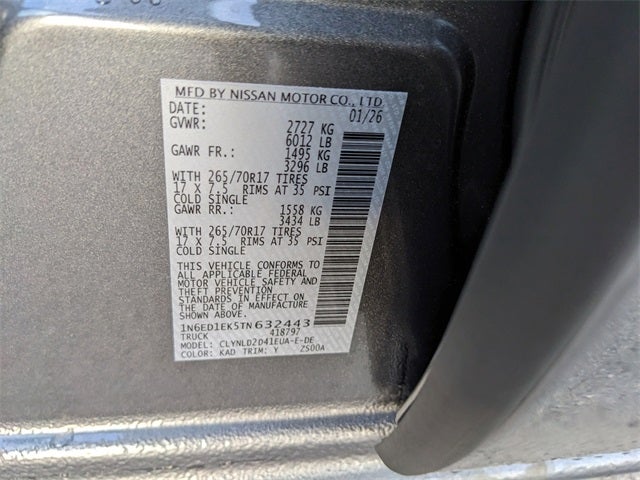 MFD BY NISSAN MOTOR CO., LTD.
DATE: 01/26
GVWR: 2727 KG
6012 LB
GAWR FR.: 1495 KG
3296 LB
WITH 265/70R17 TIRES
17 X 7.5 RIMS AT 35 PSI
COLD SINGLE
GAWR RR.: 1558 KG
3434 LB
WITH 265/70R17 TIRES
17 X 7.5 RIMS AT 35 PSI
COLD SINGLE
THIS VEHICLE CONFORMS TO
ALL APPLICABLE FEDERAL
MOTOR VEHICLE SAFETY AND
THEFT PREVENTION
STANDARDS IN EFFECT ON
THE DATE OF MANUFACTURE
SHOWN ABOVE.
1N6ED1EK5TN632443
TRUCK 418797
MODEL: CLYNLD2D41EUA-E-DE
COLOR: KAD TRIM: Y 2S00A